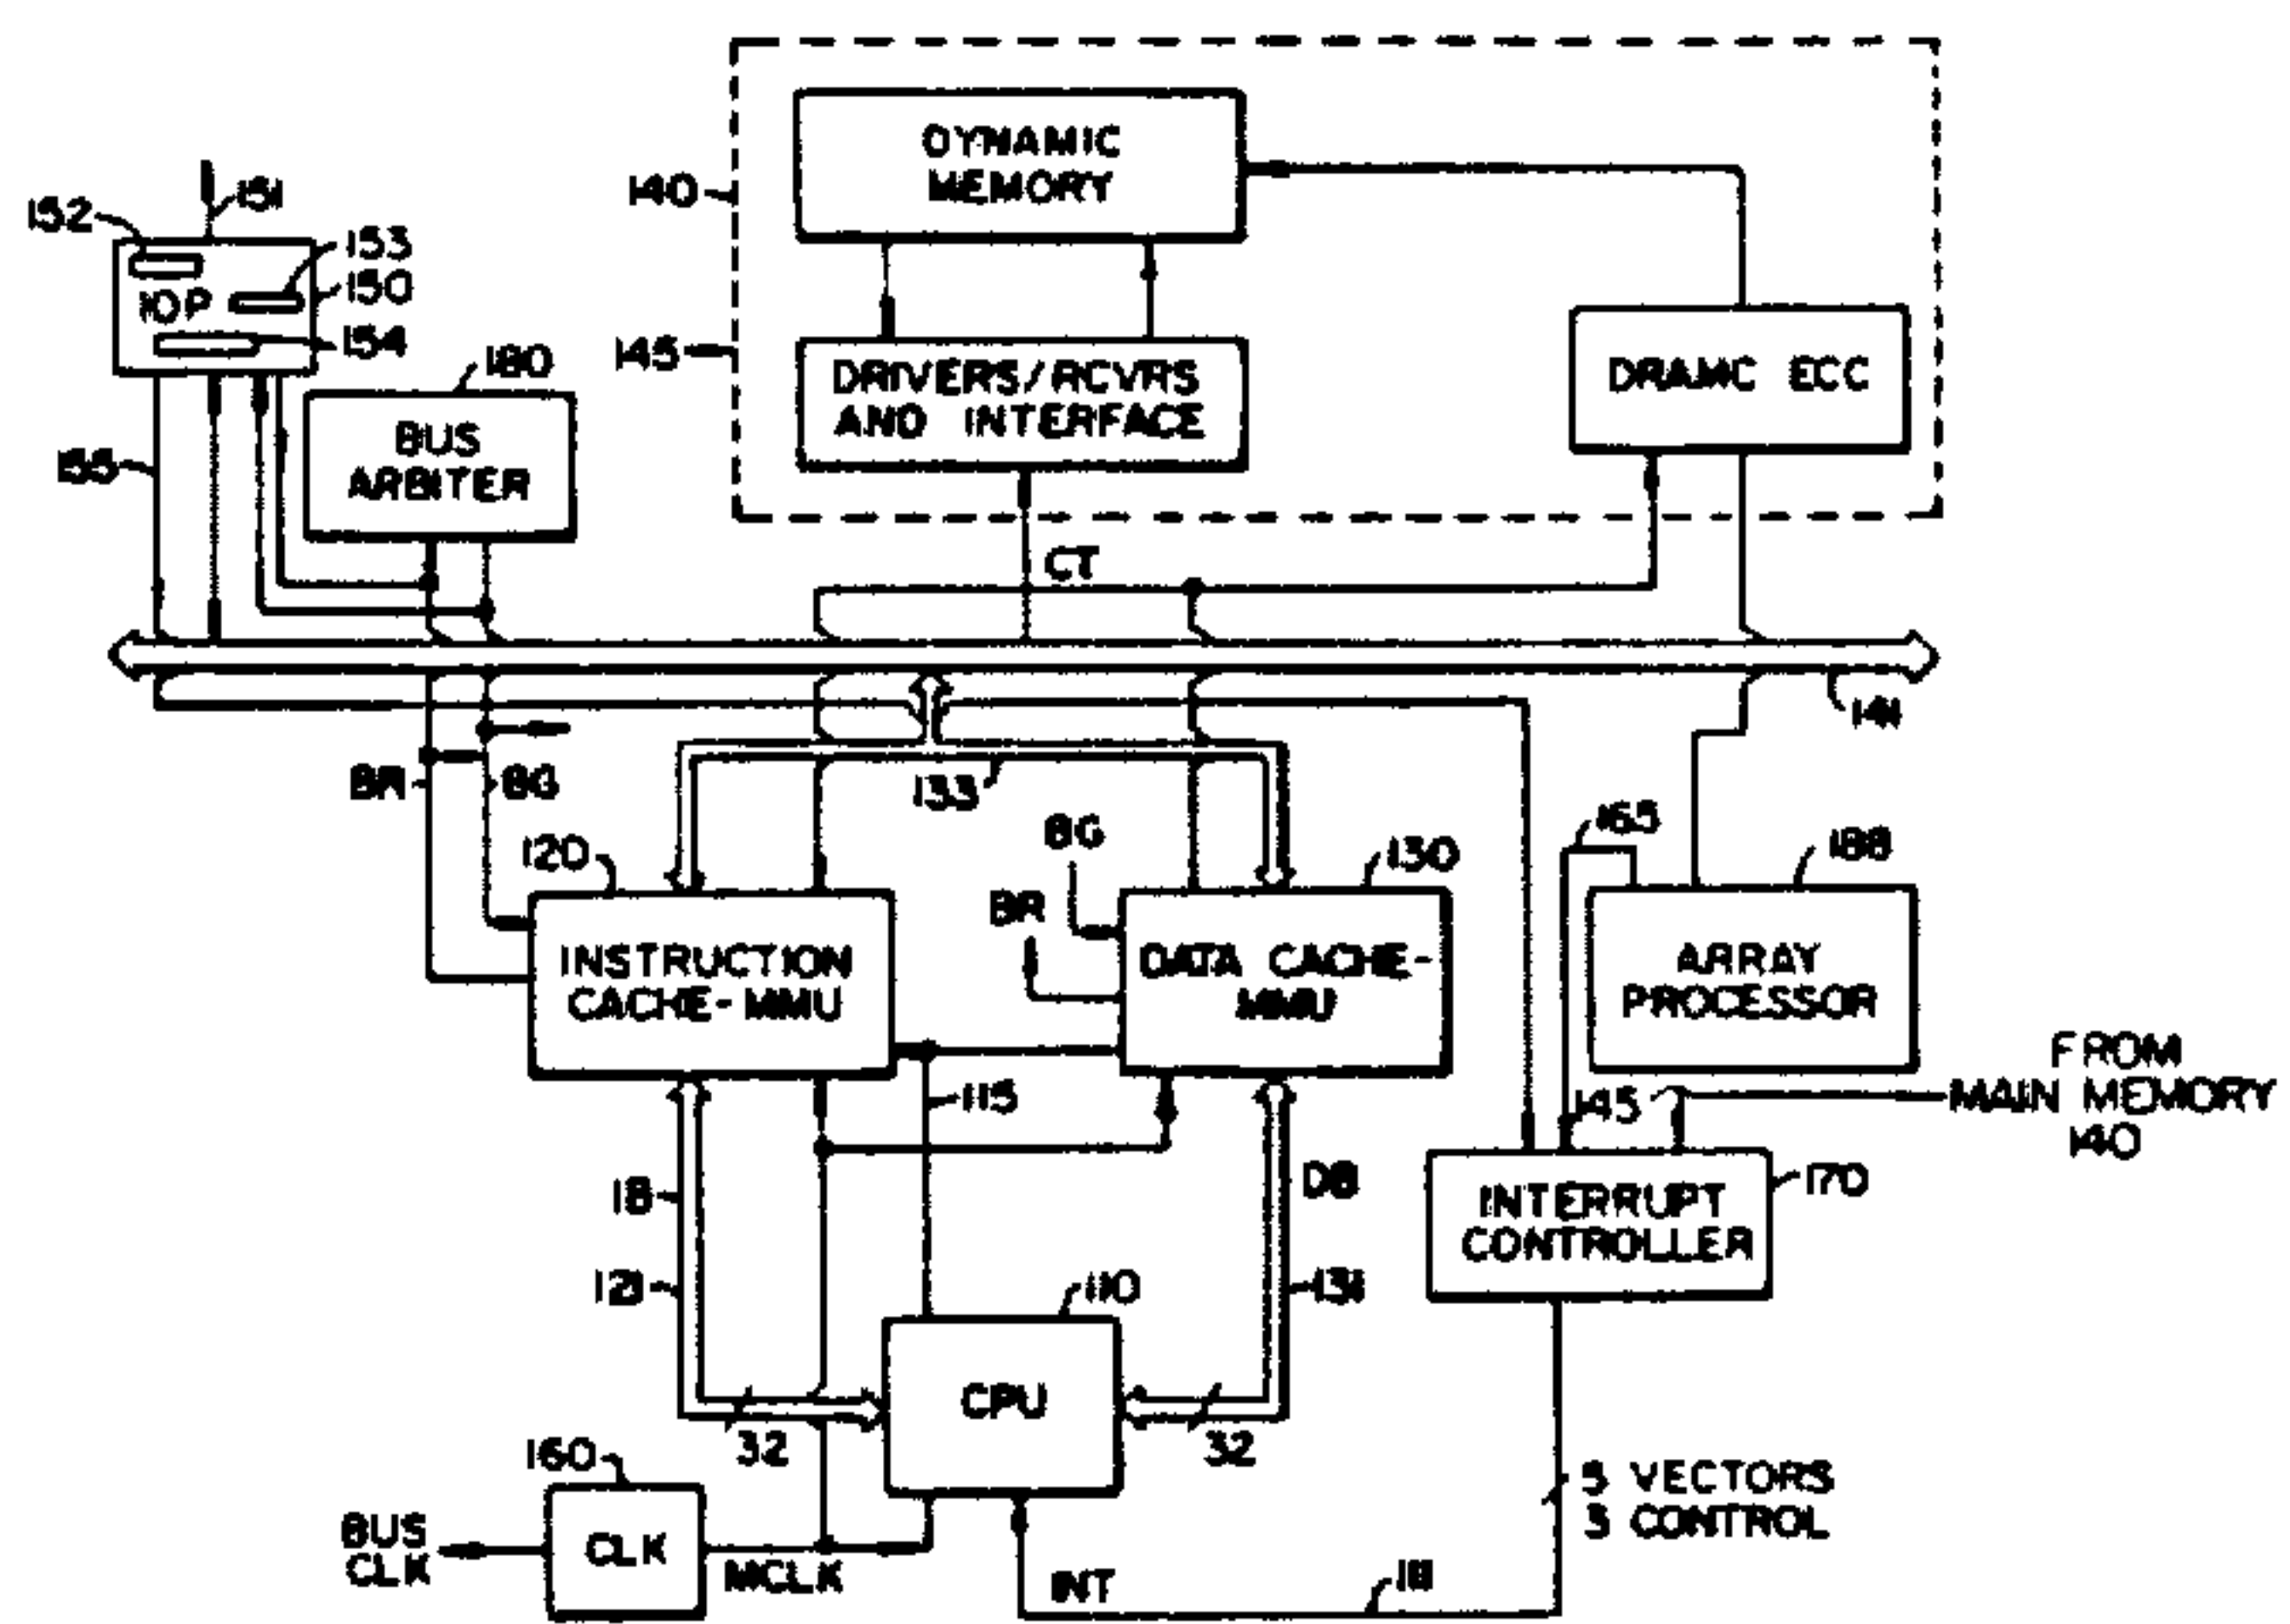 DYNAMIC
MEMORY
140
151
152
153
150
IOP
154
145
DRIVERS/RCVRS
AND INTERFACE
DRAMC ECC
180
BUS
ARBITER
155
CT
141
BR
BG
133
120
BG
130
165
188
BR
INSTRUCTION
CACHE-MMU
DATA CACHE-
MMU
ARRAY
PROCESSOR
FROM
MAIN MEMORY
140
115
145
170
INTERRUPT
CONTROLLER
IB
DB
121
131
110
CPU
32
32
160
BUS
CLK
CLK
MCLK
INT
111
5 VECTORS
3 CONTROL